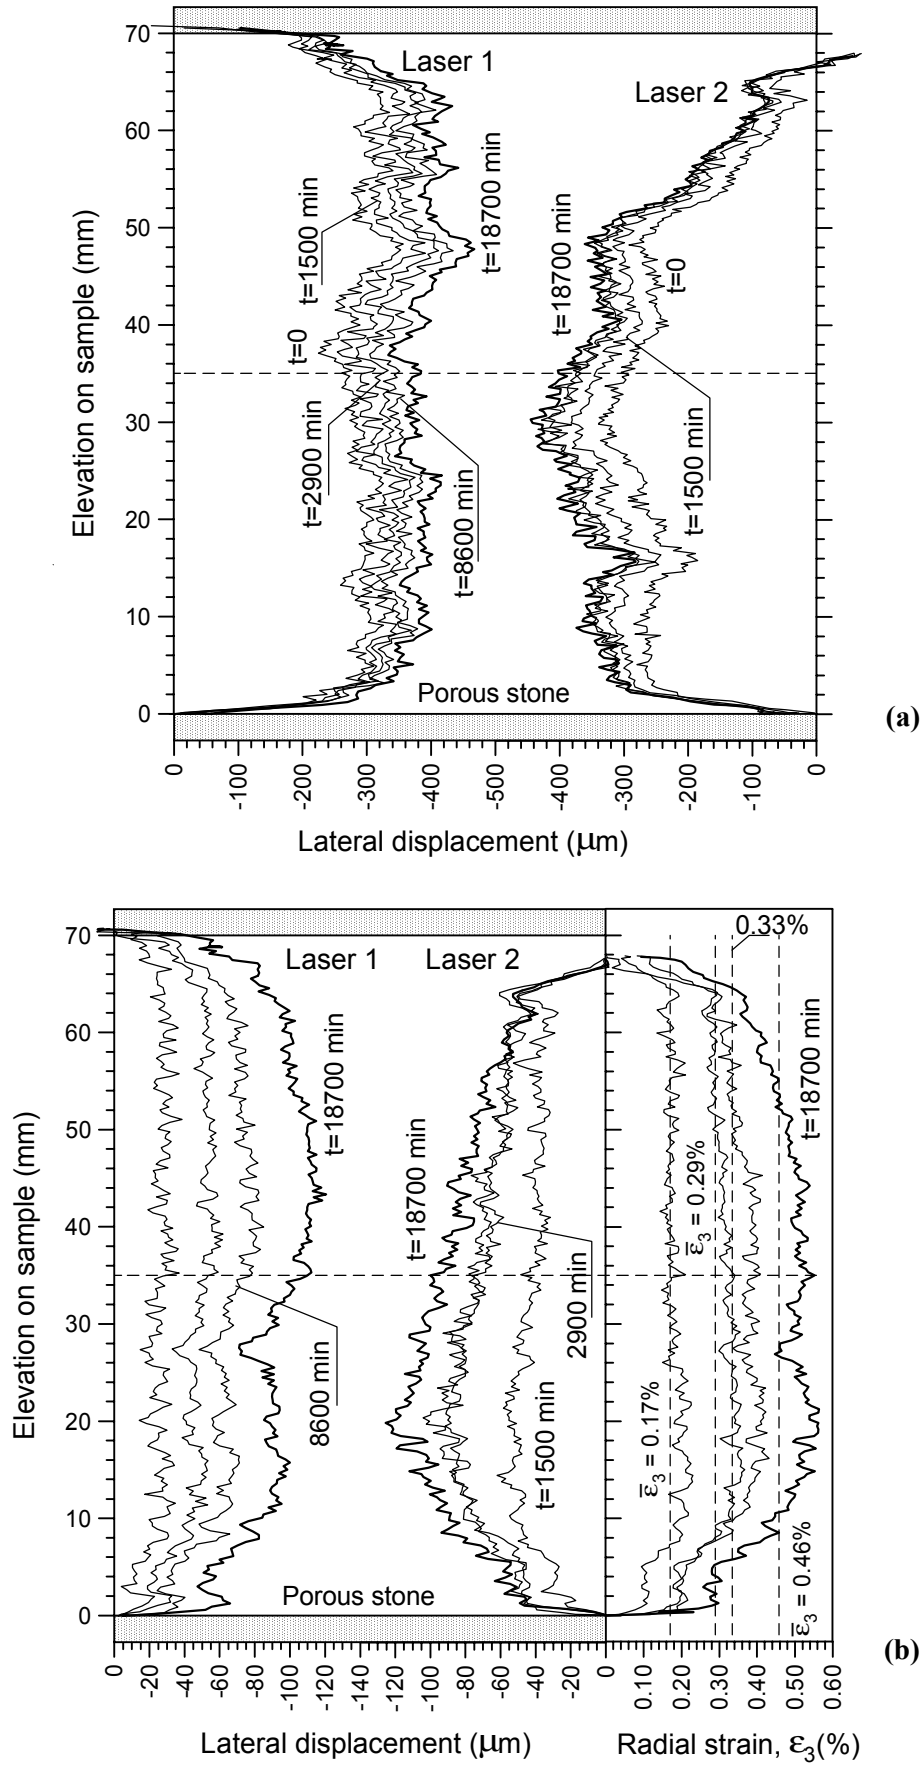 70
60
50
40
30
20
10
0
Elevation on sample (mm)
Laser 1
Laser 2
t=1500 min
t=18700 min
t=0
t=2900 min
t=8600 min
t=18700 min
t=0
t=1500 min
Porous stone
(a)
0 -100 -200 -300 -400 -500 -400 -300 -200 -100 0
Lateral displacement (μm)
70
60
50
40
30
20
10
0
Elevation on sample (mm)
Laser 1 Laser 2
0.33%
t=18700 min
t=18700 min
t=18700 min
8600 min
2900 min
t=1500 min
ε̅3 = 0.29%
ε̅3 = 0.17%
ε̅3 = 0.46%
Porous stone
(b)
0 -20 -40 -60 -80 -100 -120 -140 -120 -100 -80 -60 -40 -20 0 0.10 0.20 0.30 0.40 0.50 0.60
Lateral displacement (μm) Radial strain, ε3(%)